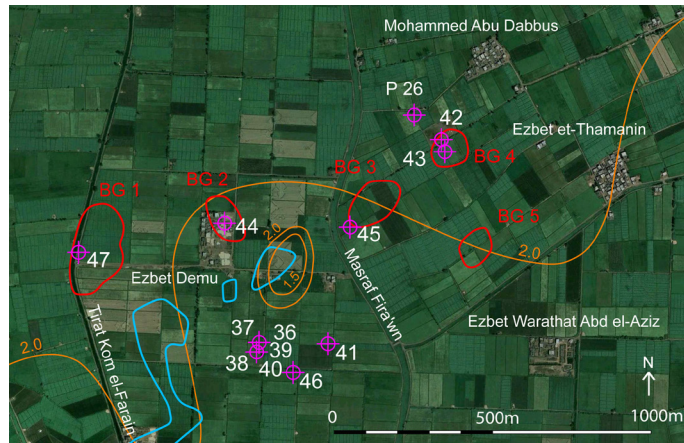 Mohammed Abu Dabbus
P 26
42
Ezbet et-Thamanin
43
BG 4
BG 3
BG 1
BG 2
44
45
BG 5
2.0
2.0
47
Ezbet Demu
1.5
Masraf Fira'wn
Tirat Kom el-Farain
37
36
39
38
40
41
46
Ezbet Warathat Abd el-Aziz
2.0
N
0
500m
1000m